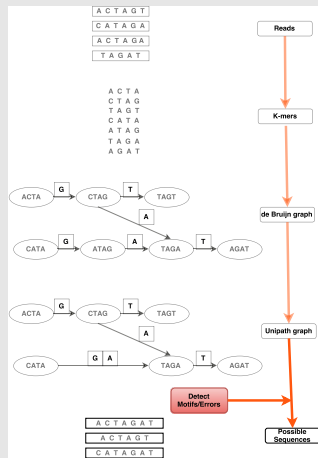 A C T A G T
C A T A G A
A C T A G A
T A G A T
Reads
A C T A
C T A G
T A G T
C A T A
A T A G
T A G A
A G A T
K-mers
ACTA G CTAG T TAGT
A
de Bruijn graph
CATA G ATAG A TAGA T AGAT
ACTA G CTAG T TAGT
A
Unipath graph
CATA G A TAGA T AGAT
Detect
Motifs/Errors
A C T A G A T
A C T A G T
C A T A G A T
Possible
Sequences